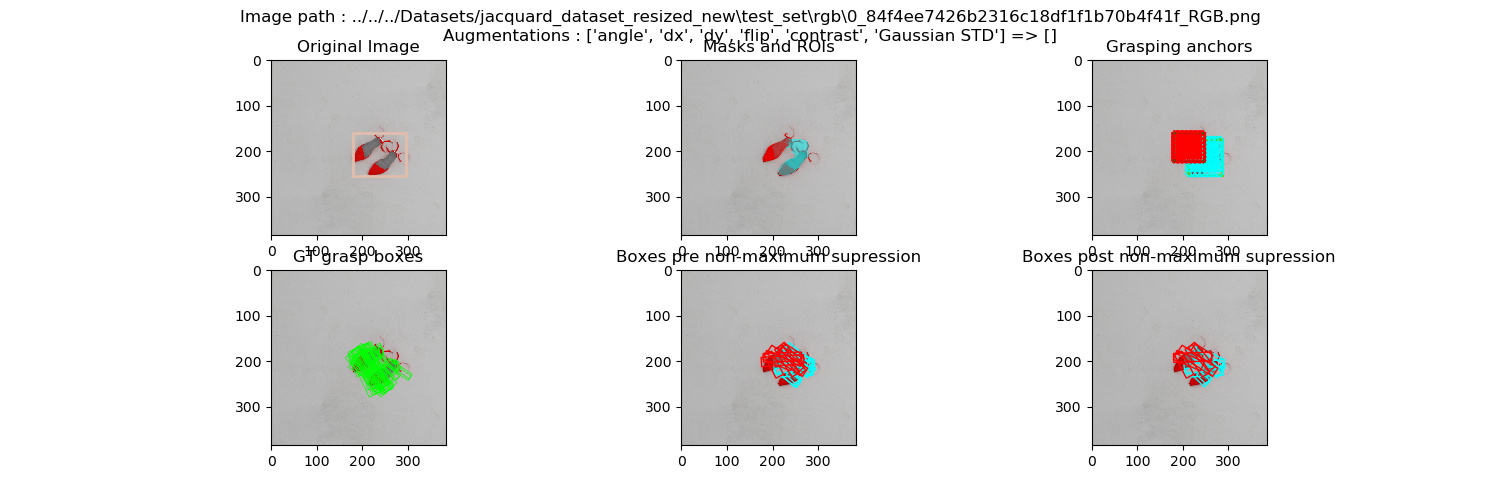 Image path : ../../../Datasets/jacquard_dataset_resized_new\test_set\rgb\0_84f4ee7426b2316c18df1f1b70b4f41f_RGB.png
Augmentations : ['angle', 'dx', 'dy', 'flip', 'contrast', 'Gaussian STD'] => []
Original Image
0
100
200
300
0 100 200 300
Masks and ROIs
0
100
200
300
0 100 200 300
Grasping anchors
0
100
200
300
0 100 200 300
GT grasp boxes
0
100
200
300
0 100 200 300
Boxes pre non-maximum supression
0
100
200
300
0 100 200 300
Boxes post non-maximum supression
0
100
200
300
0 100 200 300